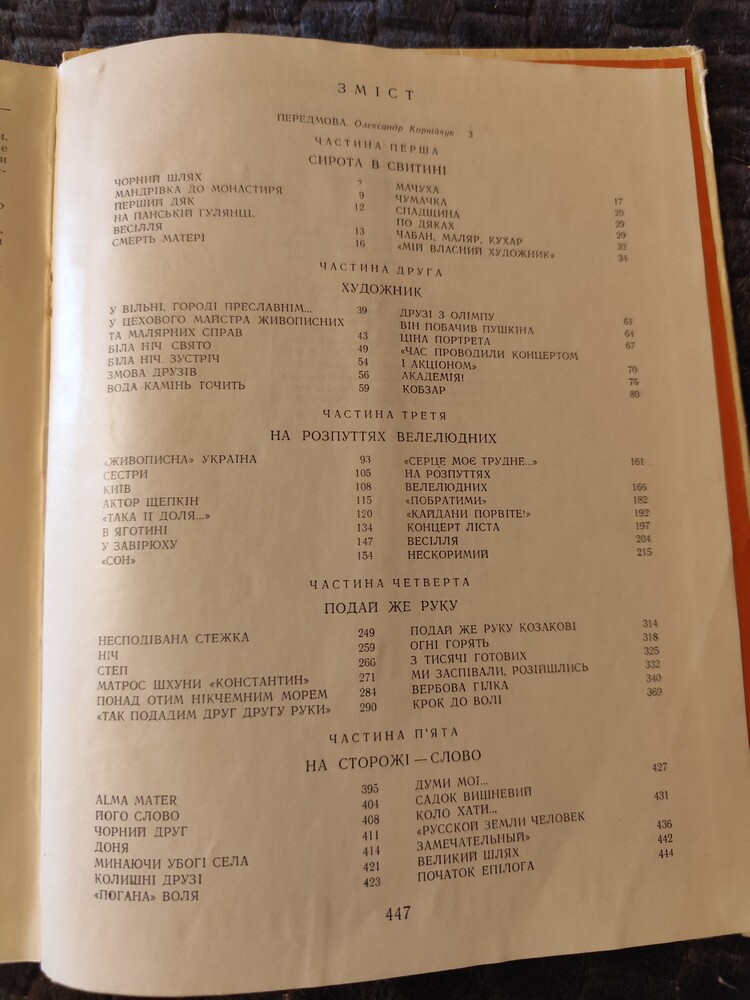 ЗМІСТ
ПЕРЕДМОВА. Олександр Корнійчук 3
ЧАСТИНА ПЕРША
СИРОТА В СВИТИНІ
ЧОРНИЙ ШЛЯХ 7
МАНДРІВКА ДО МОНАСТИРЯ 9
ПЕРШИЙ ДЯК 12
НА ПАНСЬКІЙ ГУЛЯНЦІ.
ВЕСІЛЛЯ 13
СМЕРТЬ МАТЕРІ 16
МАЧУХА 17
ЧУМАЧКА 20
СПАДЩИНА 29
ПО ДЯКАХ 29
ЧАБАН, МАЛЯР, КУХАР 32
«МІЙ ВЛАСНИЙ ХУДОЖНИК» 34
ЧАСТИНА ДРУГА
ХУДОЖНИК
У ВІЛЬНІ, ГОРОДІ ПРЕСЛАВНІМ... 39
У ЦЕХОВОГО МАЙСТРА ЖИВОПИСНИХ
ТА МАЛЯРНИХ СПРАВ 43
БІЛА НІЧ СВЯТО 49
БІЛА НІЧ. ЗУСТРІЧ 54
ЗМОВА ДРУЗІВ 56
ВОДА КАМІНЬ ТОЧИТЬ 59
ДРУЗІ З ОЛІМПУ 61
ВІН ПОБАЧИВ ПУШКІНА 64
ЦІНА ПОРТРЕТА 67
«ЧАС ПРОВОДИЛИ КОНЦЕРТОМ
І АКЦІОНОМ» 70
АКАДЕМІЯ! 75
КОБЗАР 80
ЧАСТИНА ТРЕТЯ
НА РОЗПУТТЯХ ВЕЛЕЛЮДНИХ
«ЖИВОПИСНА» УКРАЇНА 93
СЕСТРИ 105
КИЇВ 108
АКТОР ЩЕПКІН 115
«ТАКА ЇЇ ДОЛЯ...» 120
В ЯГОТИНІ 134
У ЗАВІРЮХУ 147
«СОН» 154
«СЕРЦЕ МОЄ ТРУДНЕ...» 161
НА РОЗПУТТЯХ
ВЕЛЕЛЮДНИХ 166
«ПОБРАТИМИ» 182
«КАЙДАНИ ПОРВІТЕ!» 192
КОНЦЕРТ ЛІСТА 197
ВЕСІЛЛЯ 204
НЕСКОРИМИЙ 215
ЧАСТИНА ЧЕТВЕРТА
ПОДАЙ ЖЕ РУКУ
НЕСПОДІВАНА СТЕЖКА 249
НІЧ 259
СТЕП 266
МАТРОС ШХУНИ «КОНСТАНТИН» 271
ПОНАД ОТИМ НІКЧЕМНИМ МОРЕМ 284
«ТАК ПОДАДИМ ДРУГ ДРУГУ РУКИ» 290
ПОДАЙ ЖЕ РУКУ КОЗАКОВІ 314
ОГНІ ГОРЯТЬ 318
З ТИСЯЧІ ГОТОВИХ 325
МИ ЗАСПІВАЛИ, РОЗІЙШЛИСЬ 332
ВЕРБОВА ГІЛКА 340
КРОК ДО ВОЛІ 369
ЧАСТИНА П'ЯТА
НА СТОРОЖІ — СЛОВО
ALMA MATER 395
ЙОГО СЛОВО 404
ЧОРНИЙ ДРУГ 408
ДОНЯ 411
МИНАЮЧИ УБОГІ СЕЛА 414
КОЛИШНІ ДРУЗІ 421
«ПОГАНА» ВОЛЯ 423
ДУМИ МОЇ... 427
САДОК ВИШНЕВИЙ
КОЛО ХАТИ... 431
«РУССКОЙ ЗЕМЛИ ЧЕЛОВЕК
ЗАМЕЧАТЕЛЬНЫЙ» 436
ВЕЛИКИЙ ШЛЯХ 442
ПОЧАТОК ЕПІЛОГА 444
447